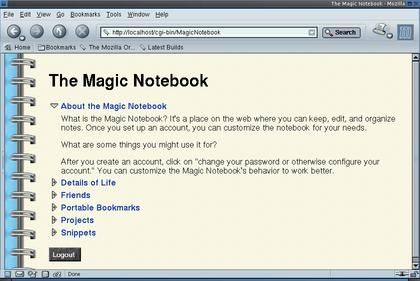 The Magic Notebook - Mozilla
File Edit View Go Bookmarks Tools Window Help
http://localhost/cgi-bin/MagicNotebook Search
Home Bookmarks The Mozilla Or... Latest Builds
The Magic Notebook
About the Magic Notebook
What is the Magic Notebook? It's a place on the web where you can keep, edit, and organize
notes. Once you set up an account, you can customize the notebook for your needs.
What are some things you might use it for?
After you create an account, click on "change your password or otherwise configure your
account." You can customize the Magic Notebook's behavior to work better.
Details of Life
Friends
Portable Bookmarks
Projects
Snippets
Logout
Done